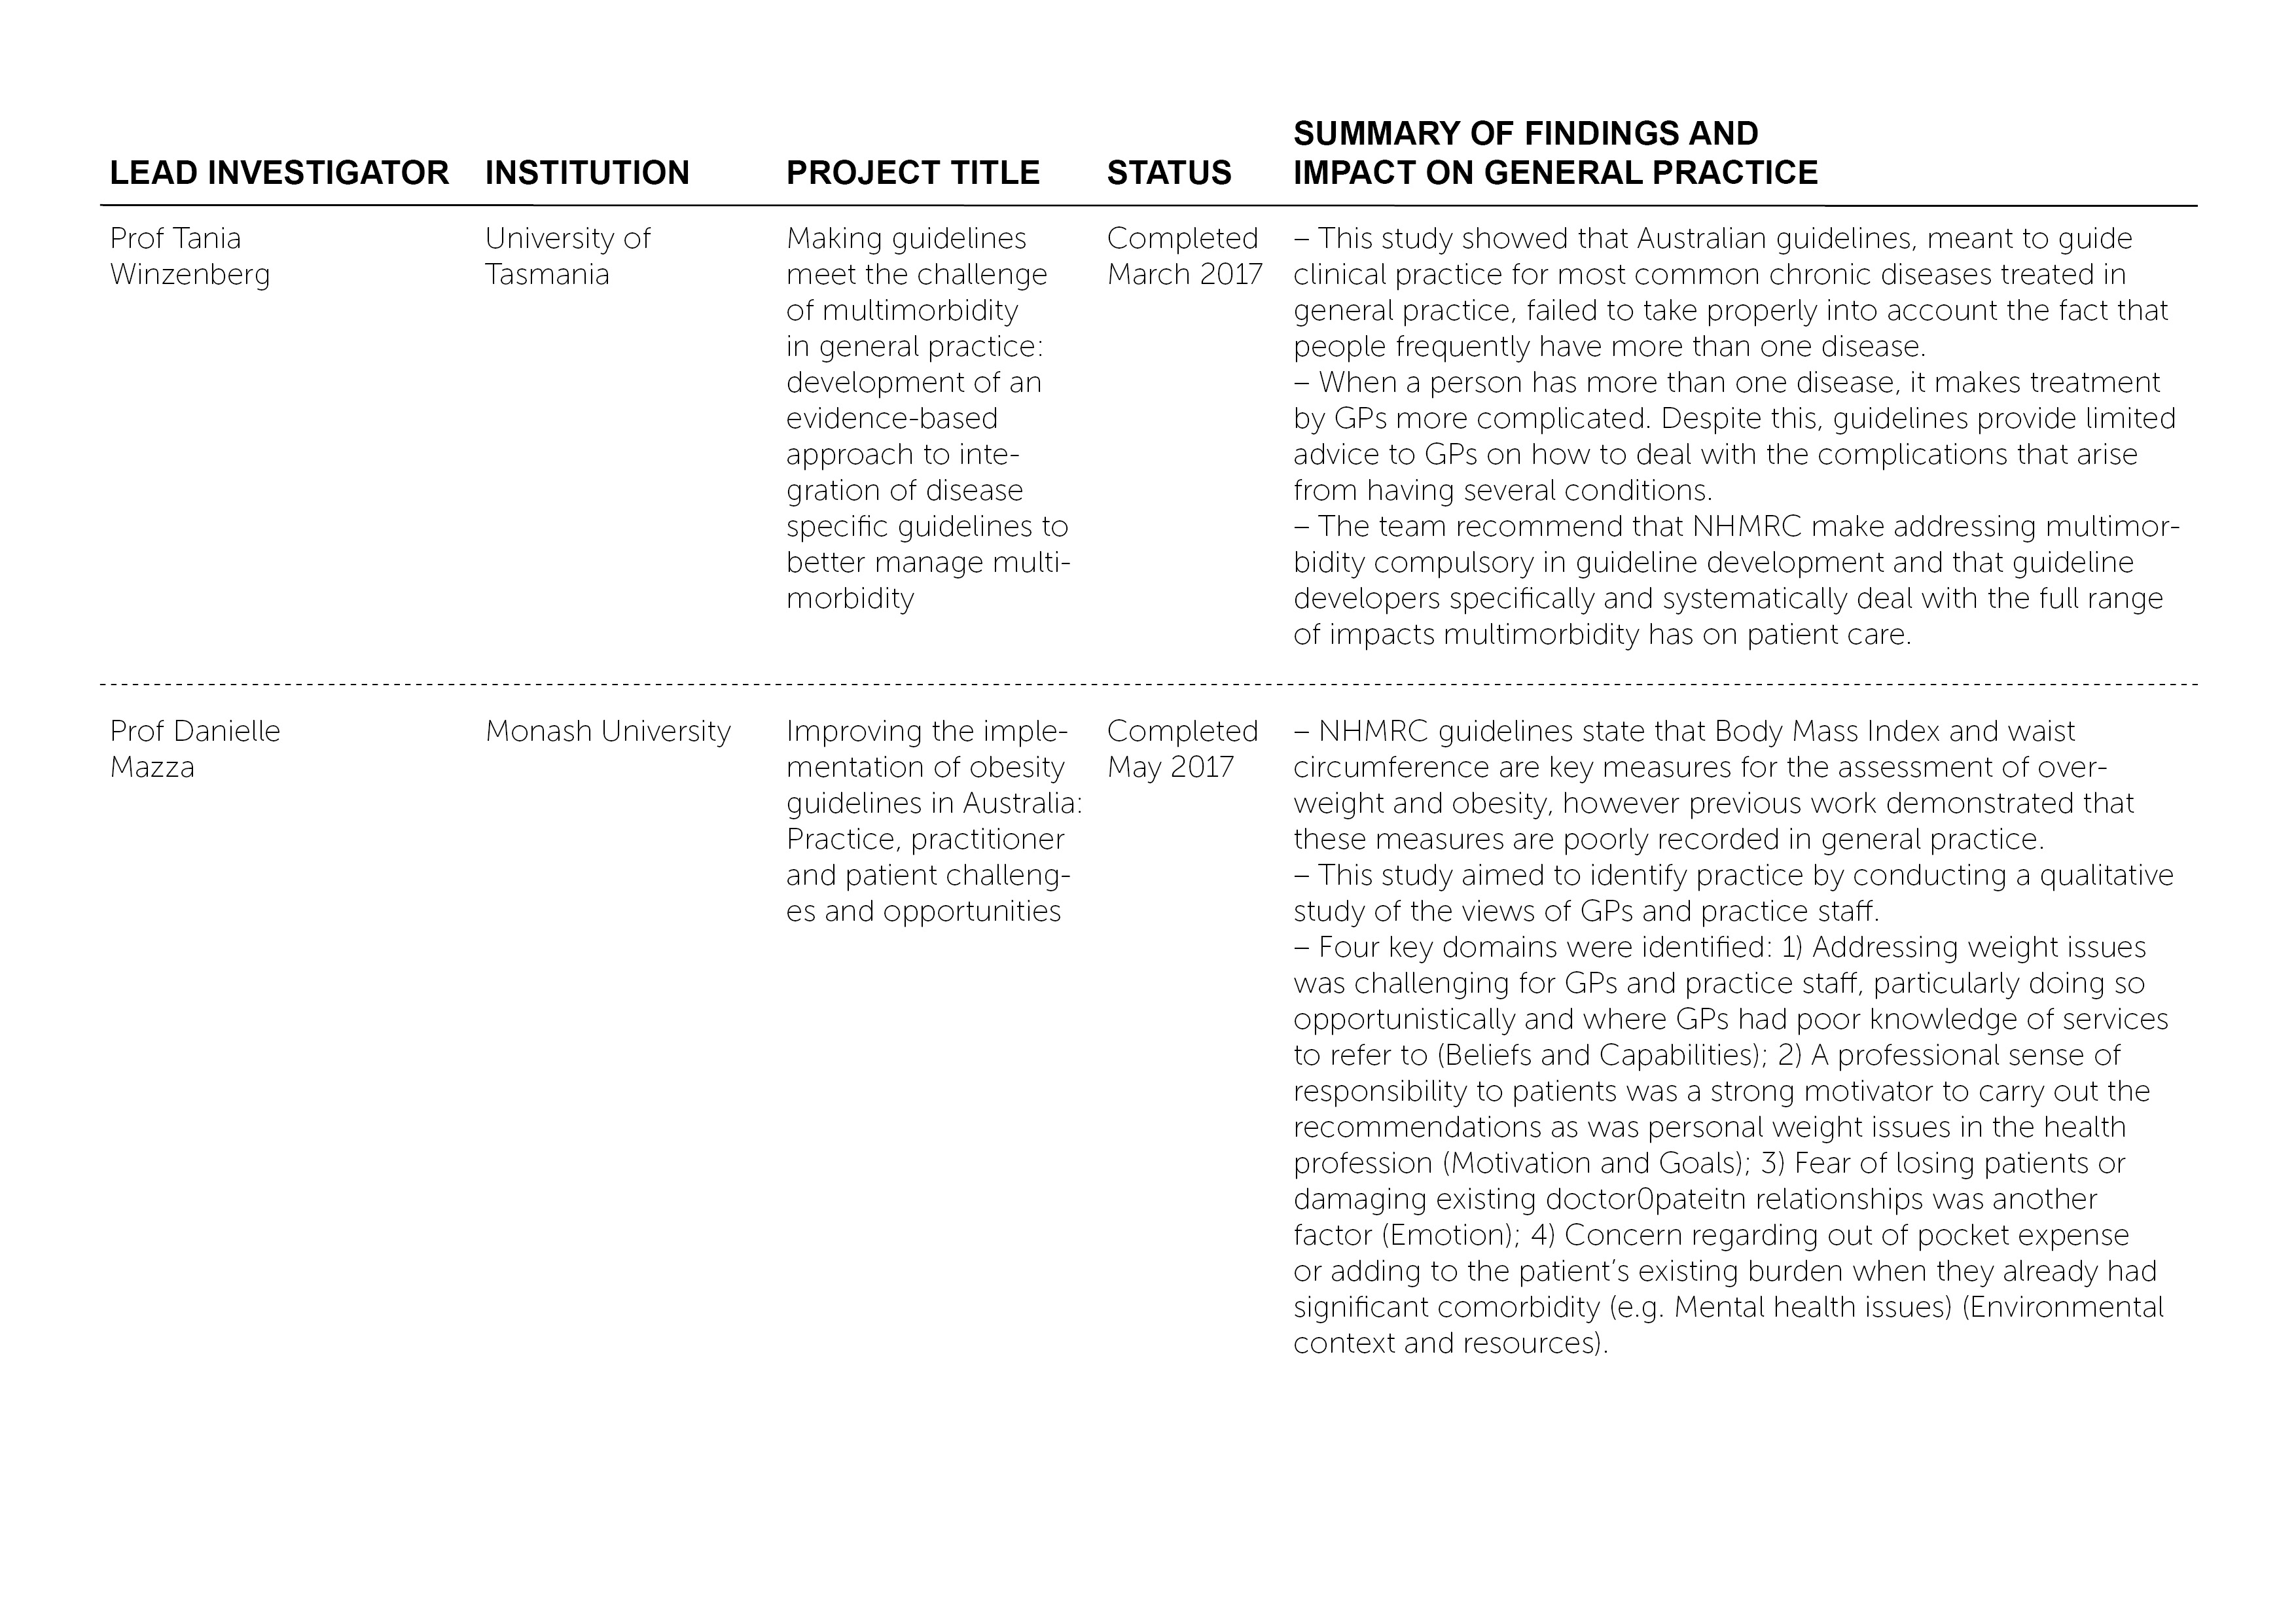 SUMMARY OF FINDINGS AND
LEAD INVESTIGATOR INSTITUTION PROJECT TITLE STATUS IMPACT ON GENERAL PRACTICE
Prof Tania
Winzenberg
University of
Tasmania
Making guidelines
meet the challenge
of multimorbidity
in general practice:
development of an
evidence-based
approach to inte-
gration of disease
specific guidelines to
better manage multi-
morbidity
Completed
March 2017
– This study showed that Australian guidelines, meant to guide
clinical practice for most common chronic diseases treated in
general practice, failed to take properly into account the fact that
people frequently have more than one disease.
– When a person has more than one disease, it makes treatment
by GPs more complicated. Despite this, guidelines provide limited
advice to GPs on how to deal with the complications that arise
from having several conditions.
– The team recommend that NHMRC make addressing multimor-
bidity compulsory in guideline development and that guideline
developers specifically and systematically deal with the full range
of impacts multimorbidity has on patient care.
Prof Danielle
Mazza
Monash University
Improving the imple-
mentation of obesity
guidelines in Australia:
Practice, practitioner
and patient challeng-
es and opportunities
Completed
May 2017
– NHMRC guidelines state that Body Mass Index and waist
circumference are key measures for the assessment of over-
weight and obesity, however previous work demonstrated that
these measures are poorly recorded in general practice.
– This study aimed to identify practice by conducting a qualitative
study of the views of GPs and practice staff.
– Four key domains were identified: 1) Addressing weight issues
was challenging for GPs and practice staff, particularly doing so
opportunistically and where GPs had poor knowledge of services
to refer to (Beliefs and Capabilities); 2) A professional sense of
responsibility to patients was a strong motivator to carry out the
recommendations as was personal weight issues in the health
profession (Motivation and Goals); 3) Fear of losing patients or
damaging existing doctor0pateitn relationships was another
factor (Emotion); 4) Concern regarding out of pocket expense
or adding to the patient’s existing burden when they already had
significant comorbidity (e.g. Mental health issues) (Environmental
context and resources).